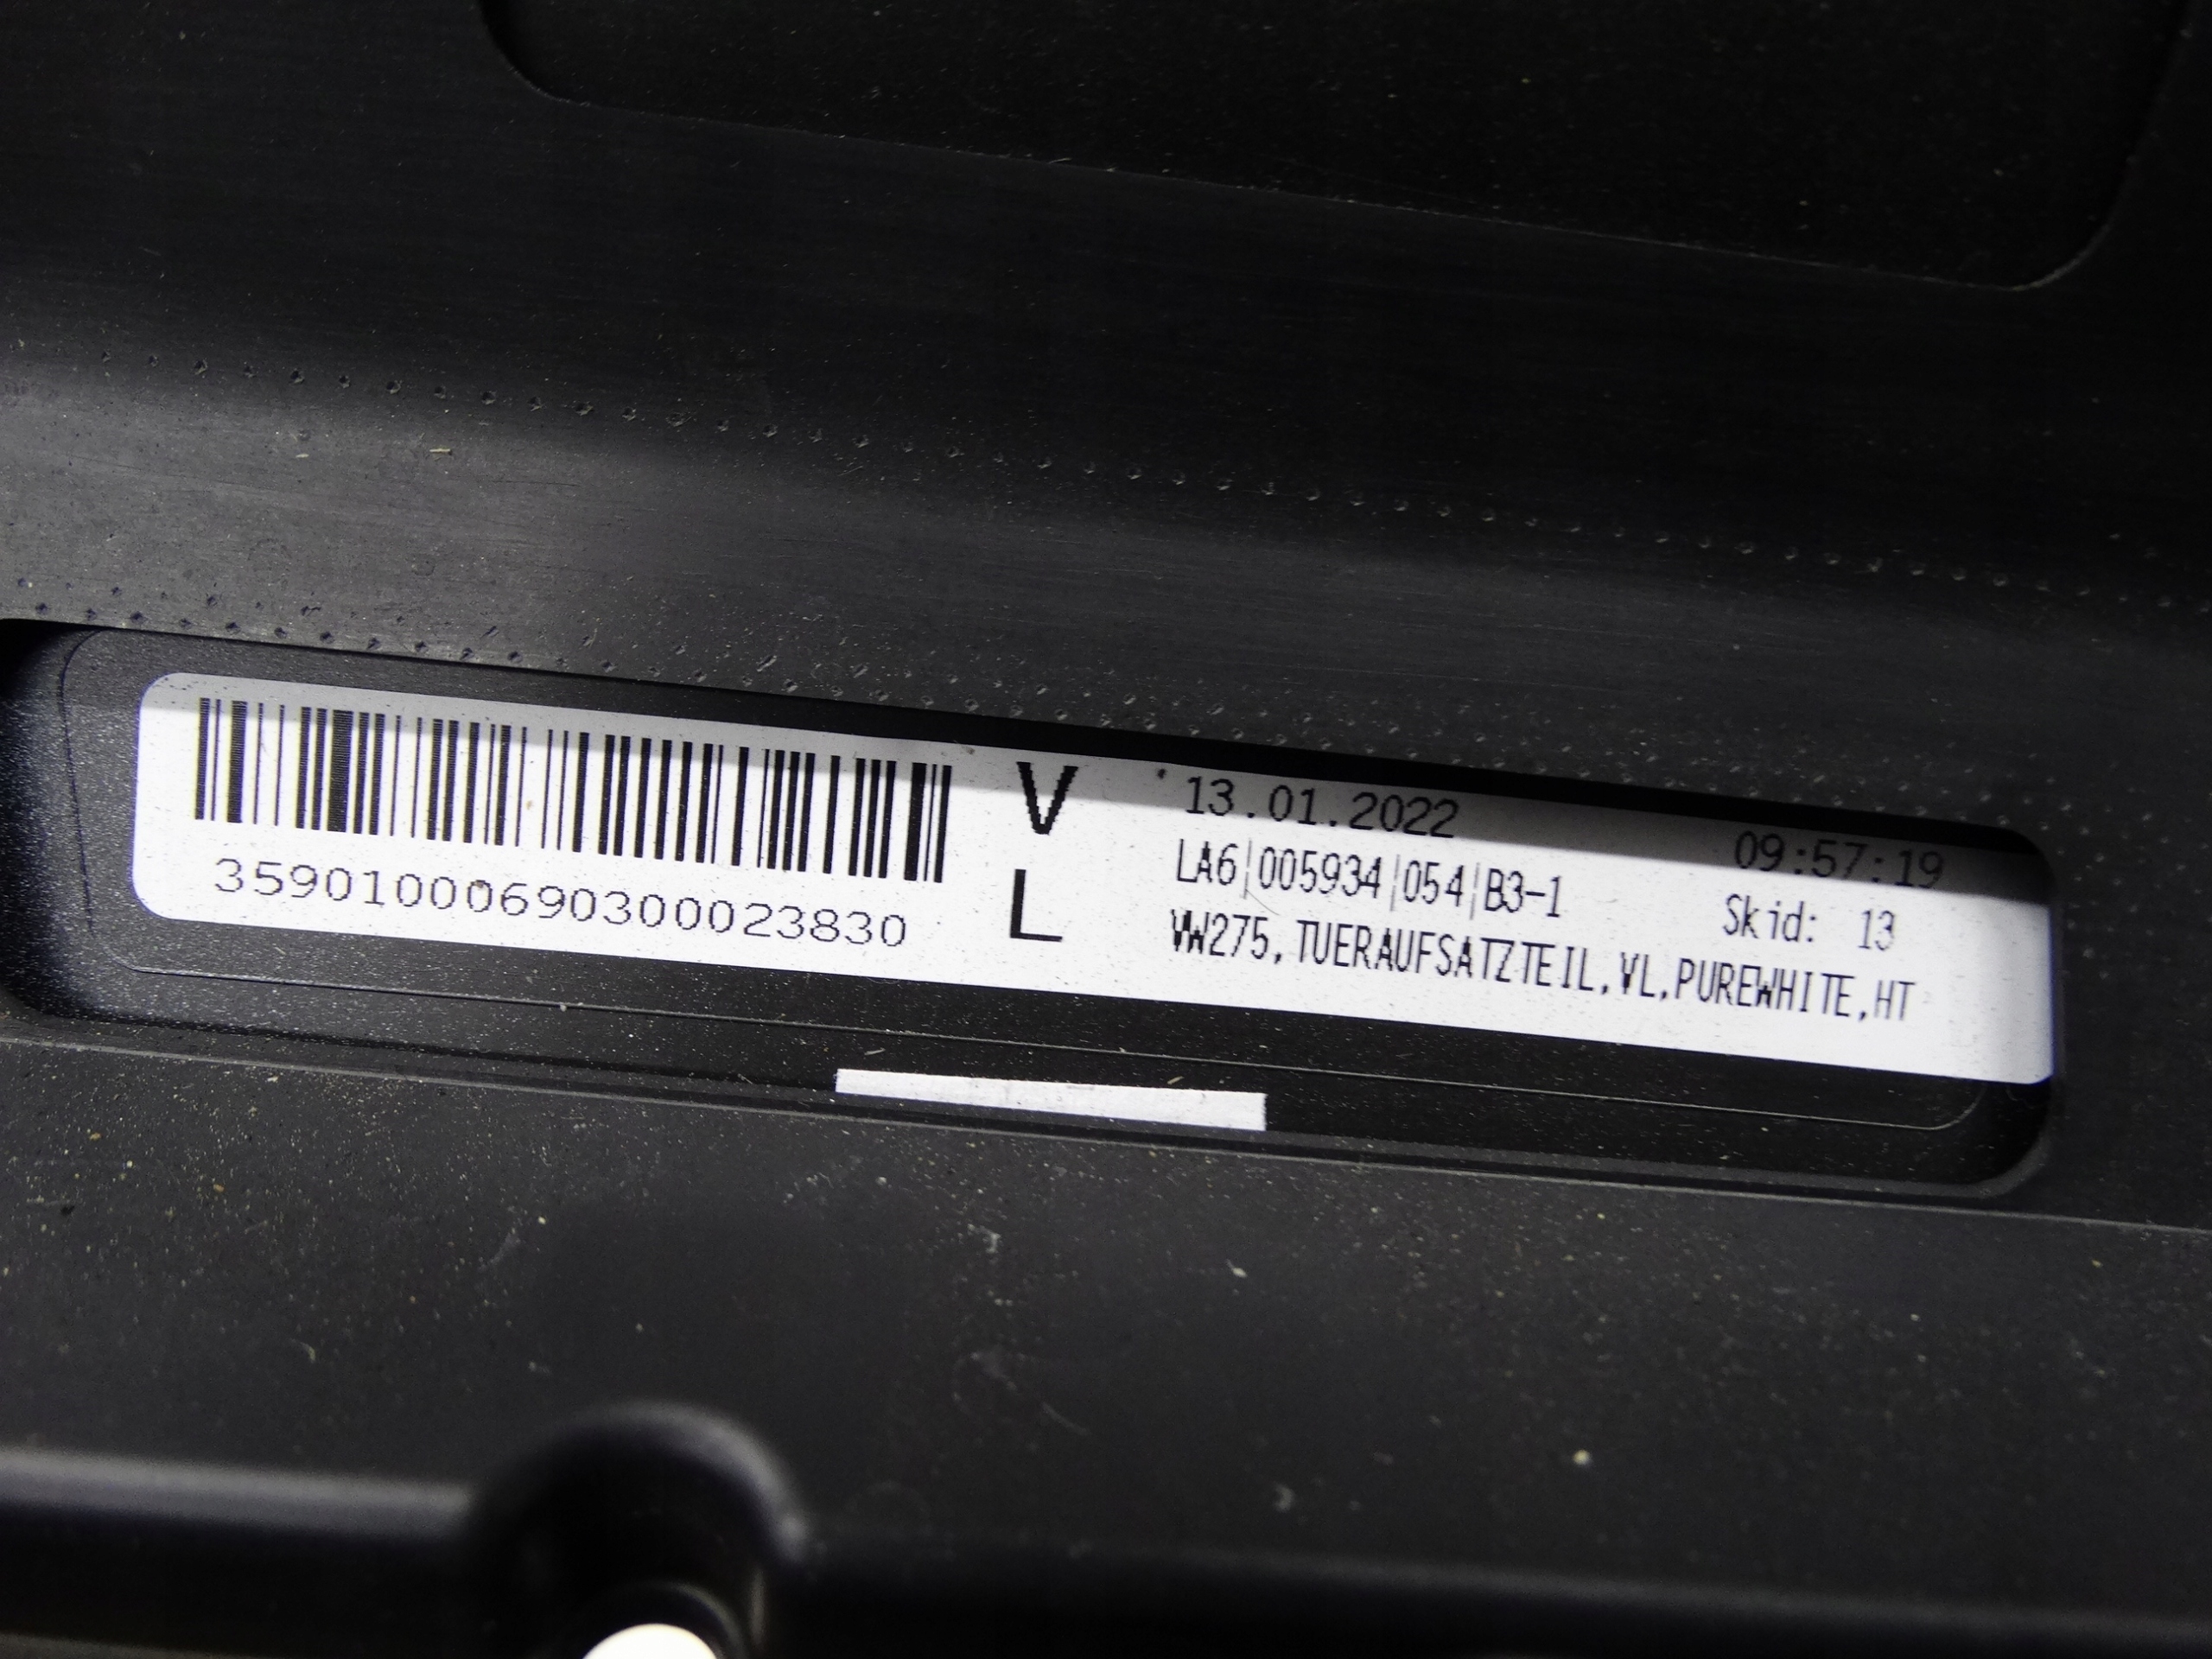 35901000690300023830
V
L
13.01.2022 09:57:19
LA6|005934|054|B3-1 Skid: 13
VW275,TUERAUFSATZTEIL,VL,PUREWHITE,HT